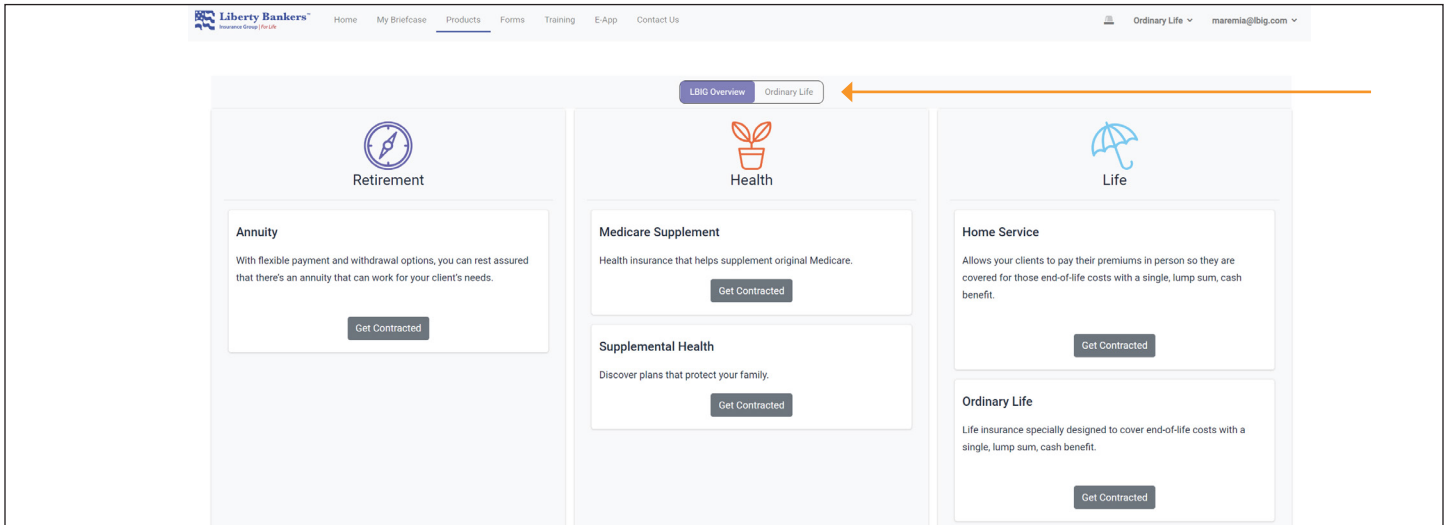 Liberty Bankers™
Insurance Group | For Life
Home My Briefcase Products Forms Training E-App Contact Us
Ordinary Life maremia@lbig.com
LBIG Overview Ordinary Life
Retirement
Annuity
With flexible payment and withdrawal options, you can rest assured
that there's an annuity that can work for your client's needs.
Get Contracted
Health
Medicare Supplement
Health insurance that helps supplement original Medicare.
Get Contracted
Supplemental Health
Discover plans that protect your family.
Get Contracted
Life
Home Service
Allows your clients to pay their premiums in person so they are
covered for those end-of-life costs with a single, lump sum, cash
benefit.
Get Contracted
Ordinary Life
Life insurance specially designed to cover end-of-life costs with a
single, lump sum, cash benefit.
Get Contracted